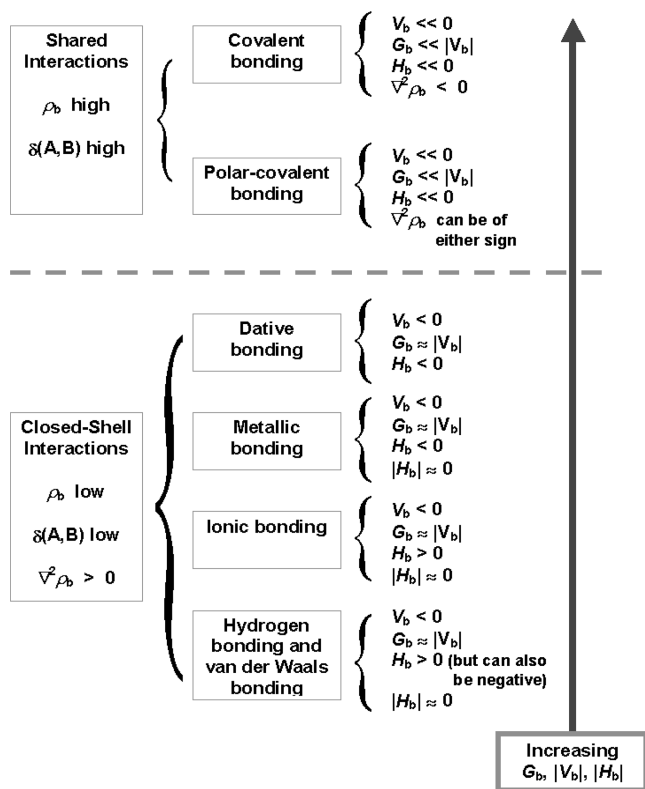 Shared
Interactions
ρb high
δ(A,B) high
Covalent
bonding
Vb << 0
Gb << |Vb|
Hb << 0
∇²ρb < 0
Polar-covalent
bonding
Vb << 0
Gb << |Vb|
Hb << 0
∇²ρb can be of
either sign
Closed-Shell
Interactions
ρb low
δ(A,B) low
∇²ρb > 0
Dative
bonding
Vb < 0
Gb ≈ |Vb|
Hb < 0
Metallic
bonding
Vb < 0
Gb ≈ |Vb|
Hb < 0
|Hb| ≈ 0
Ionic bonding
Vb < 0
Gb ≈ |Vb|
Hb > 0
|Hb| ≈ 0
Hydrogen
bonding and
van der Waals
bonding
Vb < 0
Gb ≈ |Vb|
Hb > 0 (but can also
be negative)
|Hb| ≈ 0
Increasing
Gb, |Vb|, |Hb|